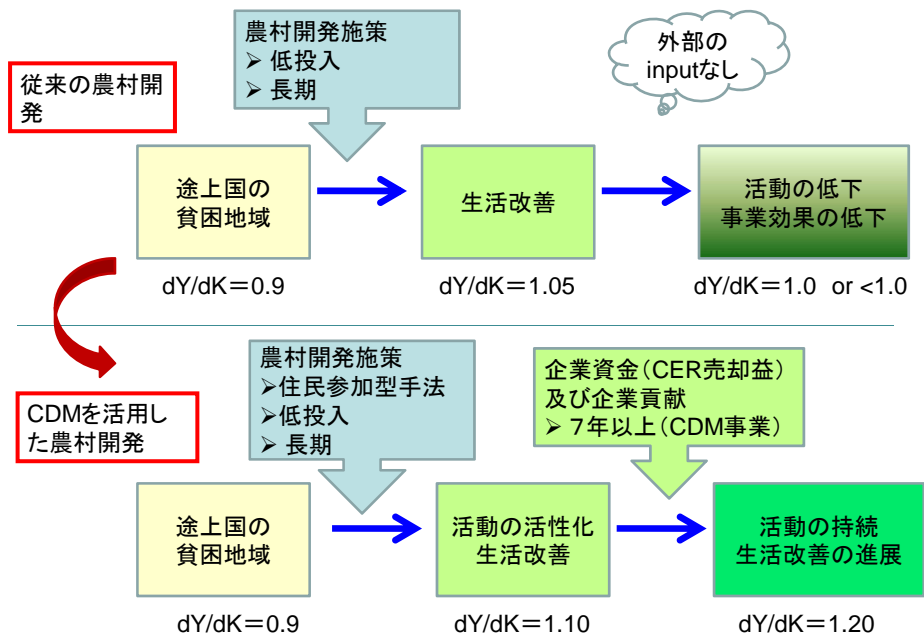 農村開発施策
➢ 低投入
➢ 長期
外部の
inputなし
従来の農村開
発
途上国の
貧困地域
生活改善
活動の低下
事業効果の低下
dY/dK＝0.9
dY/dK＝1.05
dY/dK＝1.0 or <1.0
農村開発施策
➢住民参加型手法
➢低投入
➢ 長期
企業資金（CER売却益）
及び企業貢献
➢ 7年以上（CDM事業）
CDMを活用し
た農村開発
途上国の
貧困地域
活動の活性化
生活改善
活動の持続
生活改善の進展
dY/dK＝0.9
dY/dK＝1.10
dY/dK＝1.20